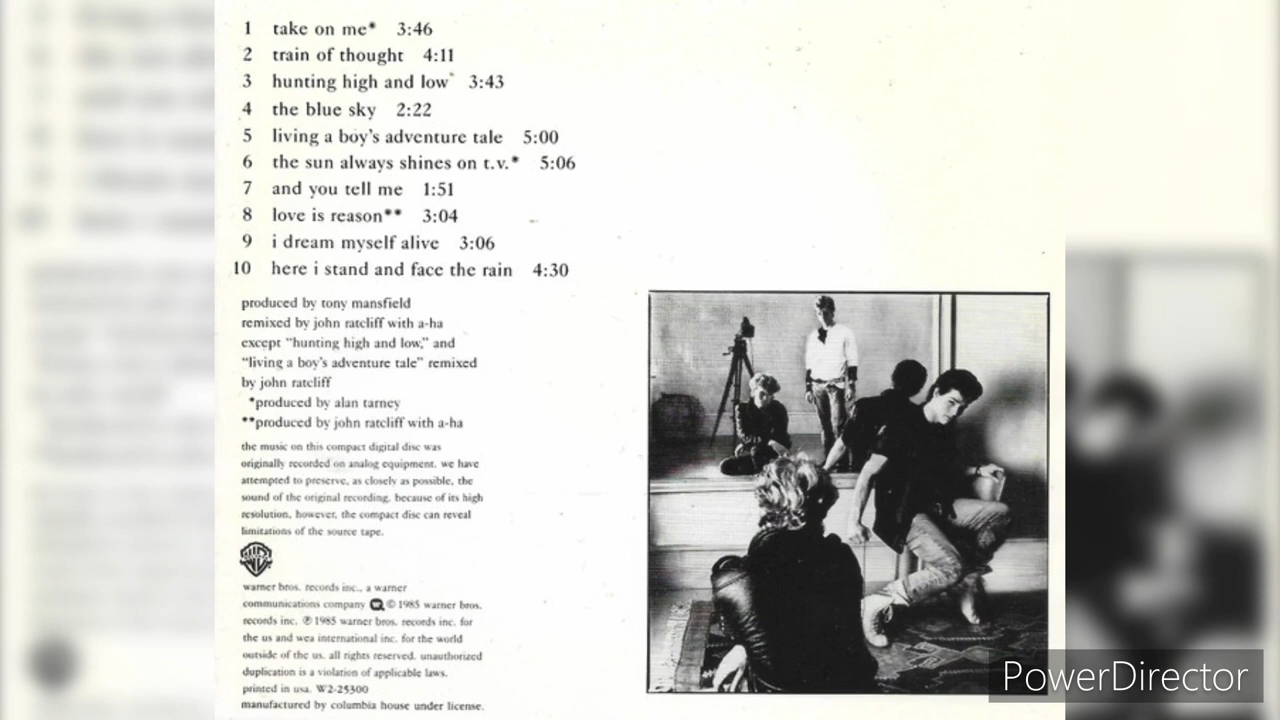 1 take on me* 3:46
2 train of thought 4:11
3 hunting high and low* 3:43
4 the blue sky 2:22
5 living a boy's adventure tale 5:00
6 the sun always shines on t.v.* 5:06
7 and you tell me 1:51
8 love is reason** 3:04
9 i dream myself alive 3:06
10 here i stand and face the rain 4:30
produced by tony mansfield
remixed by john ratcliff with a-ha
except "hunting high and low," and
"living a boy's adventure tale" remixed
by john ratcliff
*produced by alan tarney
**produced by john ratcliff with a-ha
the music on this compact digital disc was
originally recorded on analog equipment. we have
attempted to preserve, as closely as possible, the
sound of the original recording. because of its high
resolution, however, the compact disc can reveal
limitations of the source tape.
warner bros. records inc., a warner
communications company © 1985 warner bros.
records inc. ℗ 1985 warner bros. records inc. for
the us and wea international inc. for the world
outside of the us. all rights reserved. unauthorized
duplication is a violation of applicable laws.
printed in usa. W2-25300
manufactured by columbia house under license.
PowerDirector